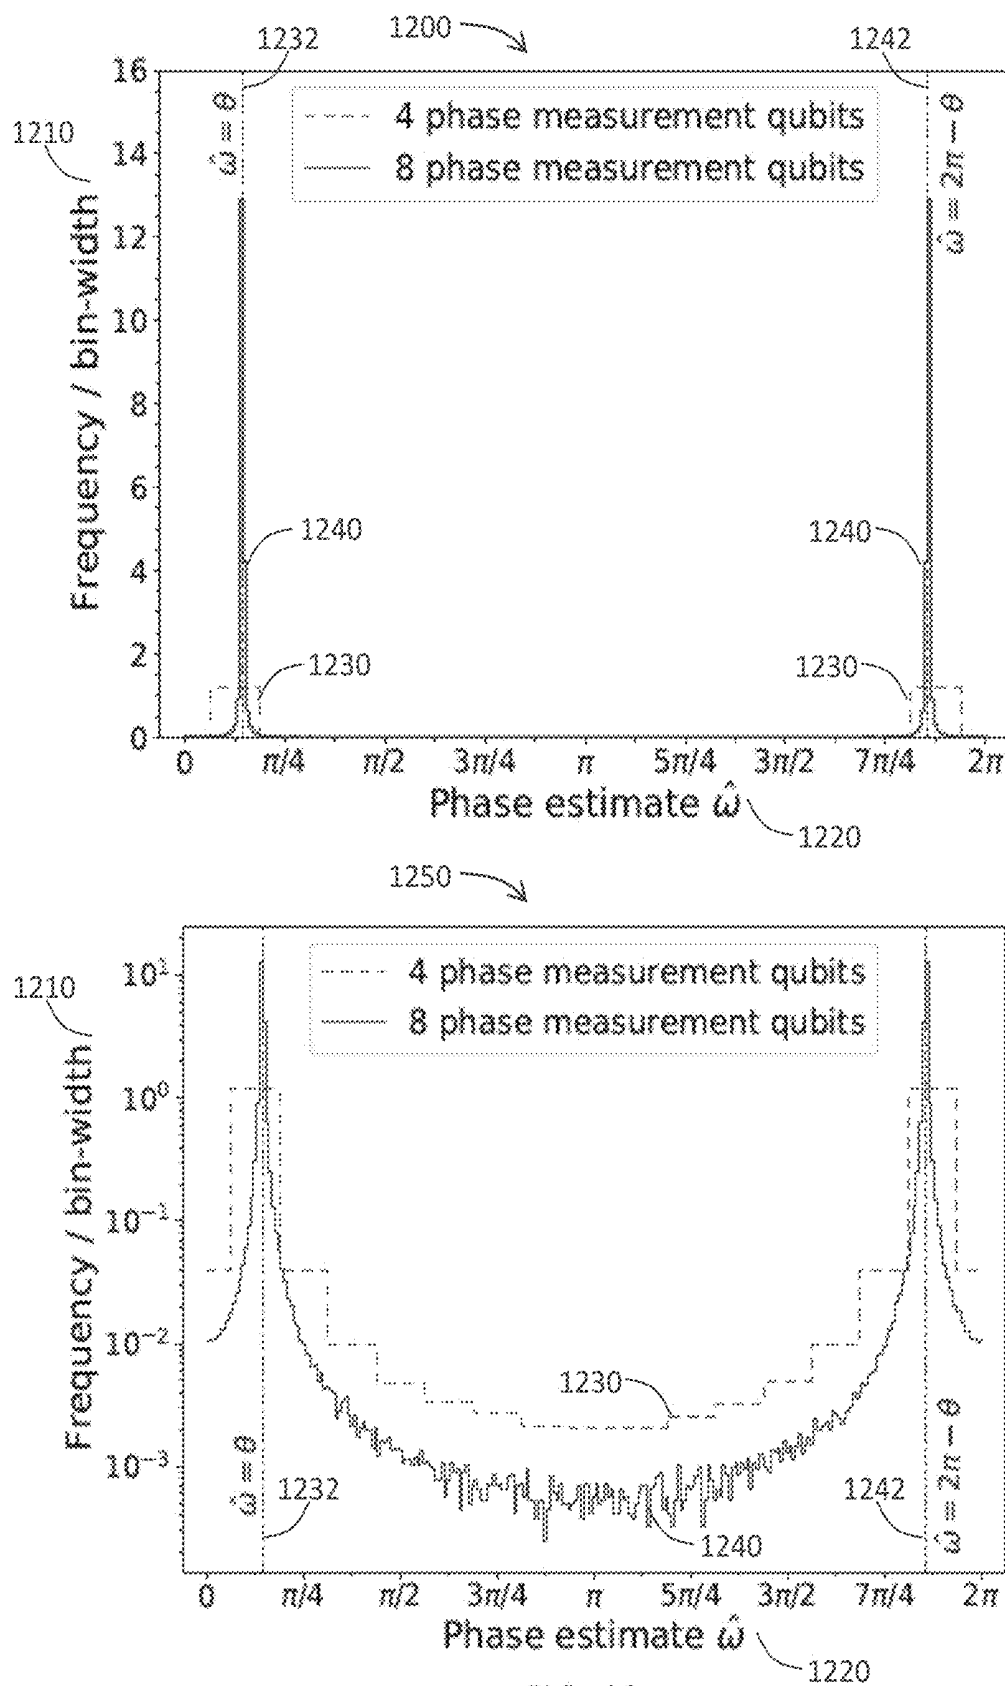 1200
1232
1242
1210
Frequency / bin-width
16
14
12
10
8
6
4
2
0
ω̂ = θ
ω̂ = 2π − θ
4 phase measurement qubits
8 phase measurement qubits
1240
1240
1230
1230
0 π/4 π/2 3π/4 π 5π/4 3π/2 7π/4 2π
Phase estimate ω̂
1220
1250
1210
Frequency / bin-width
10¹
10⁰
10⁻¹
10⁻²
10⁻³
4 phase measurement qubits
8 phase measurement qubits
1230
ω̂ = θ
1232
1242
ω̂ = 2π − θ
1240
0 π/4 π/2 3π/4 π 5π/4 3π/2 7π/4 2π
Phase estimate ω̂
1220